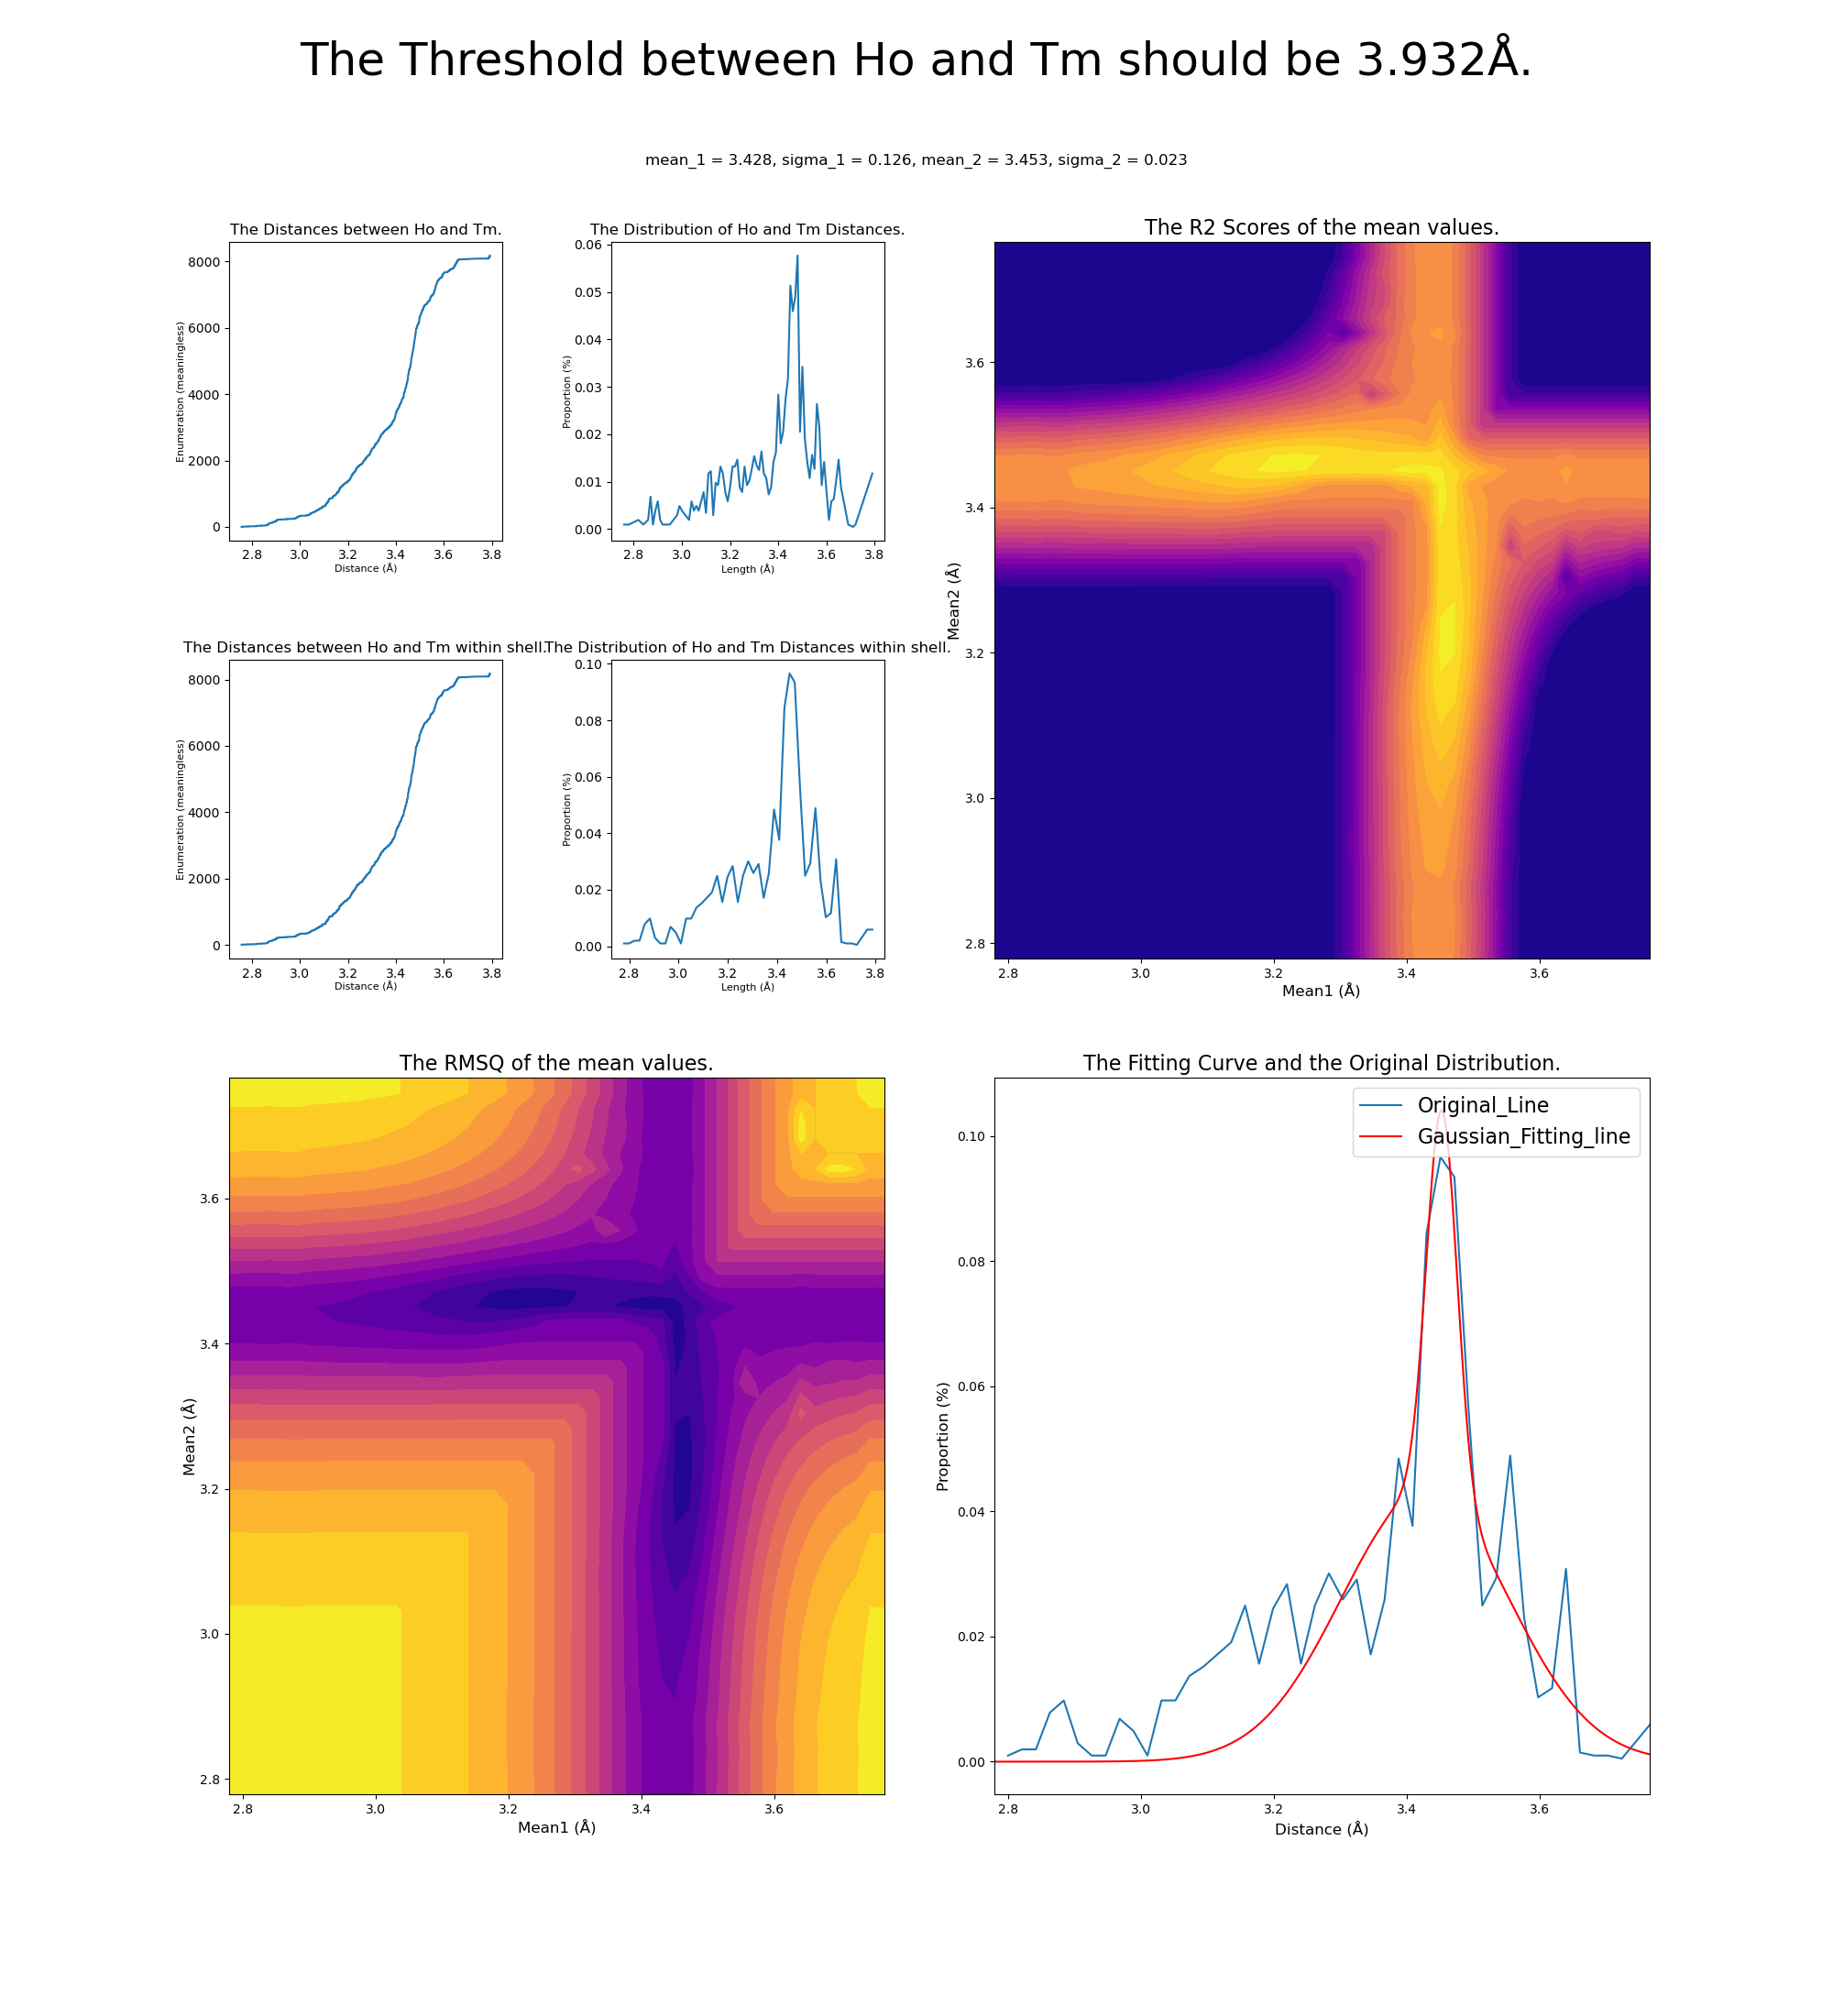 The Threshold between Ho and Tm should be 3.932Å.
mean_1 = 3.428, sigma_1 = 0.126, mean_2 = 3.453, sigma_2 = 0.023
The Distances between Ho and Tm.
8000
6000
4000
2000
0
Enumeration (meaningless)
2.8 3.0 3.2 3.4 3.6 3.8
Distance (Å)
The Distribution of Ho and Tm Distances.
0.06
0.05
0.04
0.03
0.02
0.01
0.00
Proportion (%)
2.8 3.0 3.2 3.4 3.6 3.8
Length (Å)
The R2 Scores of the mean values.
3.6
3.4
3.2
3.0
2.8
Mean2 (Å)
2.8 3.0 3.2 3.4 3.6
Mean1 (Å)
The Distances between Ho and Tm within shell.
8000
6000
4000
2000
0
Enumeration (meaningless)
2.8 3.0 3.2 3.4 3.6 3.8
Distance (Å)
The Distribution of Ho and Tm Distances within shell.
0.10
0.08
0.06
0.04
0.02
0.00
Proportion (%)
2.8 3.0 3.2 3.4 3.6 3.8
Length (Å)
The RMSQ of the mean values.
3.6
3.4
3.2
3.0
2.8
Mean2 (Å)
2.8 3.0 3.2 3.4 3.6
Mean1 (Å)
The Fitting Curve and the Original Distribution.
Original_Line
Gaussian_Fitting_line
0.10
0.08
0.06
0.04
0.02
0.00
Proportion (%)
2.8 3.0 3.2 3.4 3.6
Distance (Å)